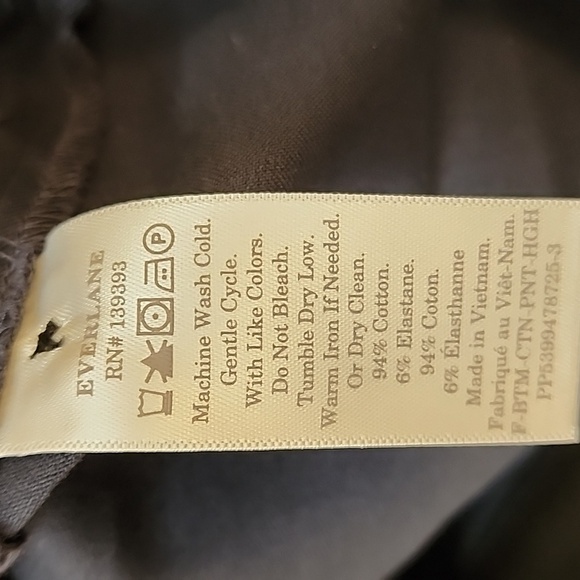 EVERLANE
RN# 139393
P
Machine Wash Cold.
Gentle Cycle.
With Like Colors.
Do Not Bleach.
Tumble Dry Low.
Warm Iron If Needed.
Or Dry Clean.
94% Cotton.
6% Elastane.
94% Coton.
6% Élasthanne
Made in Vietnam.
Fabriqué au Viêt-Nam.
F-BTM-CTN-PNT-HGH
PP5399478725-3